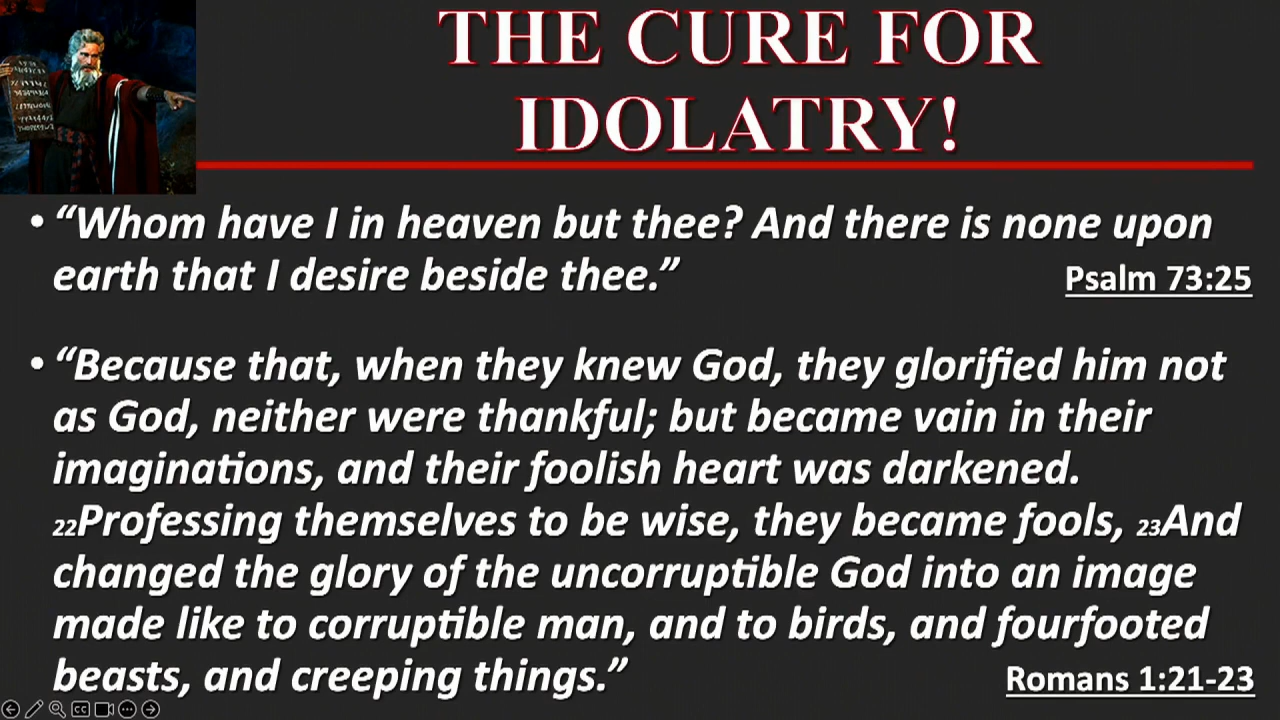 THE CURE FOR
IDOLATRY!
• “Whom have I in heaven but thee? And there is none upon
earth that I desire beside thee.” Psalm 73:25
• “Because that, when they knew God, they glorified him not
as God, neither were thankful; but became vain in their
imaginations, and their foolish heart was darkened.
22Professing themselves to be wise, they became fools, 23And
changed the glory of the uncorruptible God into an image
made like to corruptible man, and to birds, and fourfooted
beasts, and creeping things.” Romans 1:21-23
CC